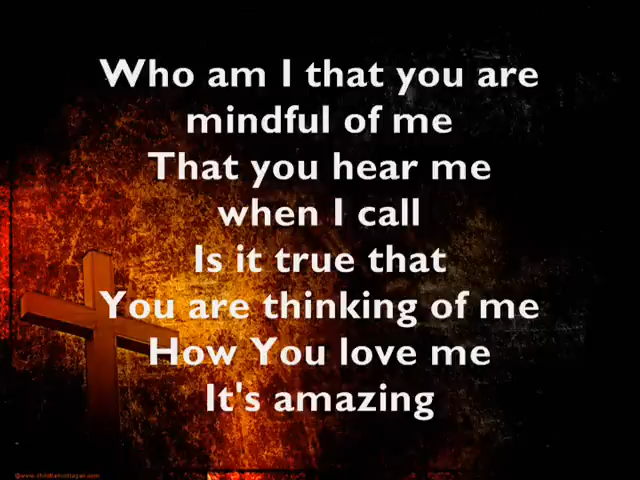 Who am I that you are
mindful of me
That you hear me
when I call
Is it true that
You are thinking of me
How You love me
It's amazing